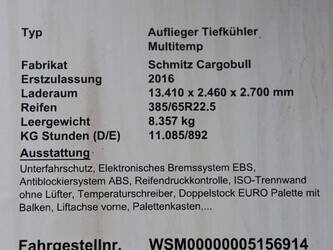 Typ Auflieger Tiefkühler
Multitemp
Fabrikat Schmitz Cargobull
Erstzulassung 2016
Laderaum 13.410 x 2.460 x 2.700 mm
Reifen 385/65R22.5
Leergewicht 8.357 kg
KG Stunden (D/E) 11.085/892
Ausstattung
Unterfahrschutz, Elektronisches Bremssystem EBS,
Antiblockiersystem ABS, Reifendruckkontrolle, ISO-Trennwand
ohne Lüfter, Temperaturschreiber, Doppelstock EURO Palette mit
Balken, Liftachse vorne, Palettenkasten,...
Fahrgestellnr. WSM00000005156914